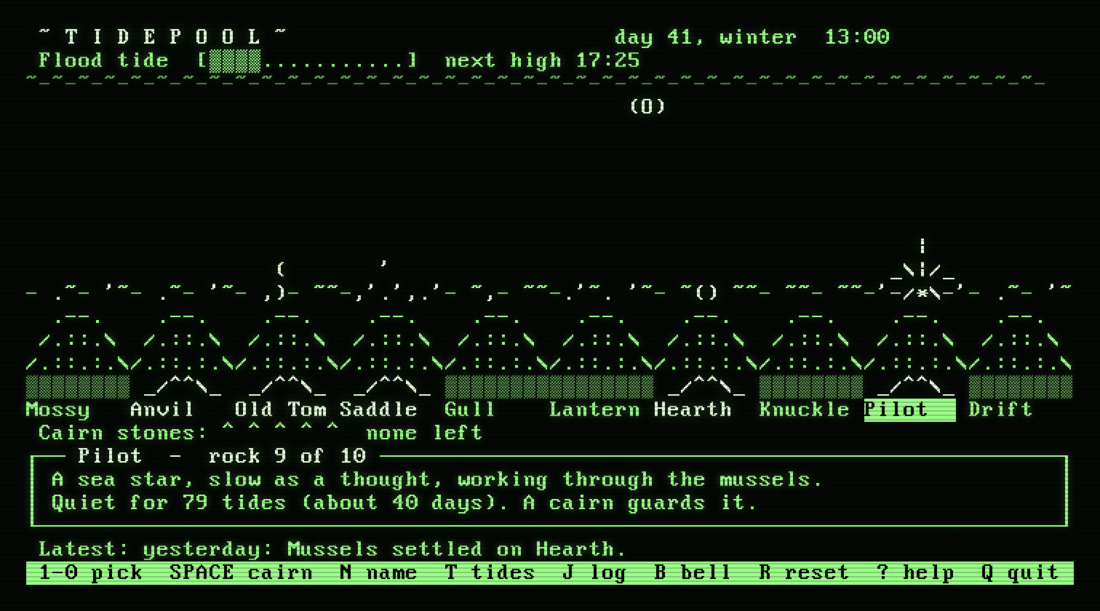 ~ T I D E P O O L ~ day 41, winter 13:00
Flood tide [▒▒▒▒...........] next high 17:25
(O)
Mossy Anvil Old Tom Saddle Gull Lantern Hearth Knuckle Pilot Drift
Cairn stones: ^ ^ ^ ^ ^ none left
Pilot - rock 9 of 10
A sea star, slow as a thought, working through the mussels.
Quiet for 79 tides (about 40 days). A cairn guards it.
Latest: yesterday: Mussels settled on Hearth.
1-0 pick SPACE cairn N name T tides J log B bell R reset ? help Q quit